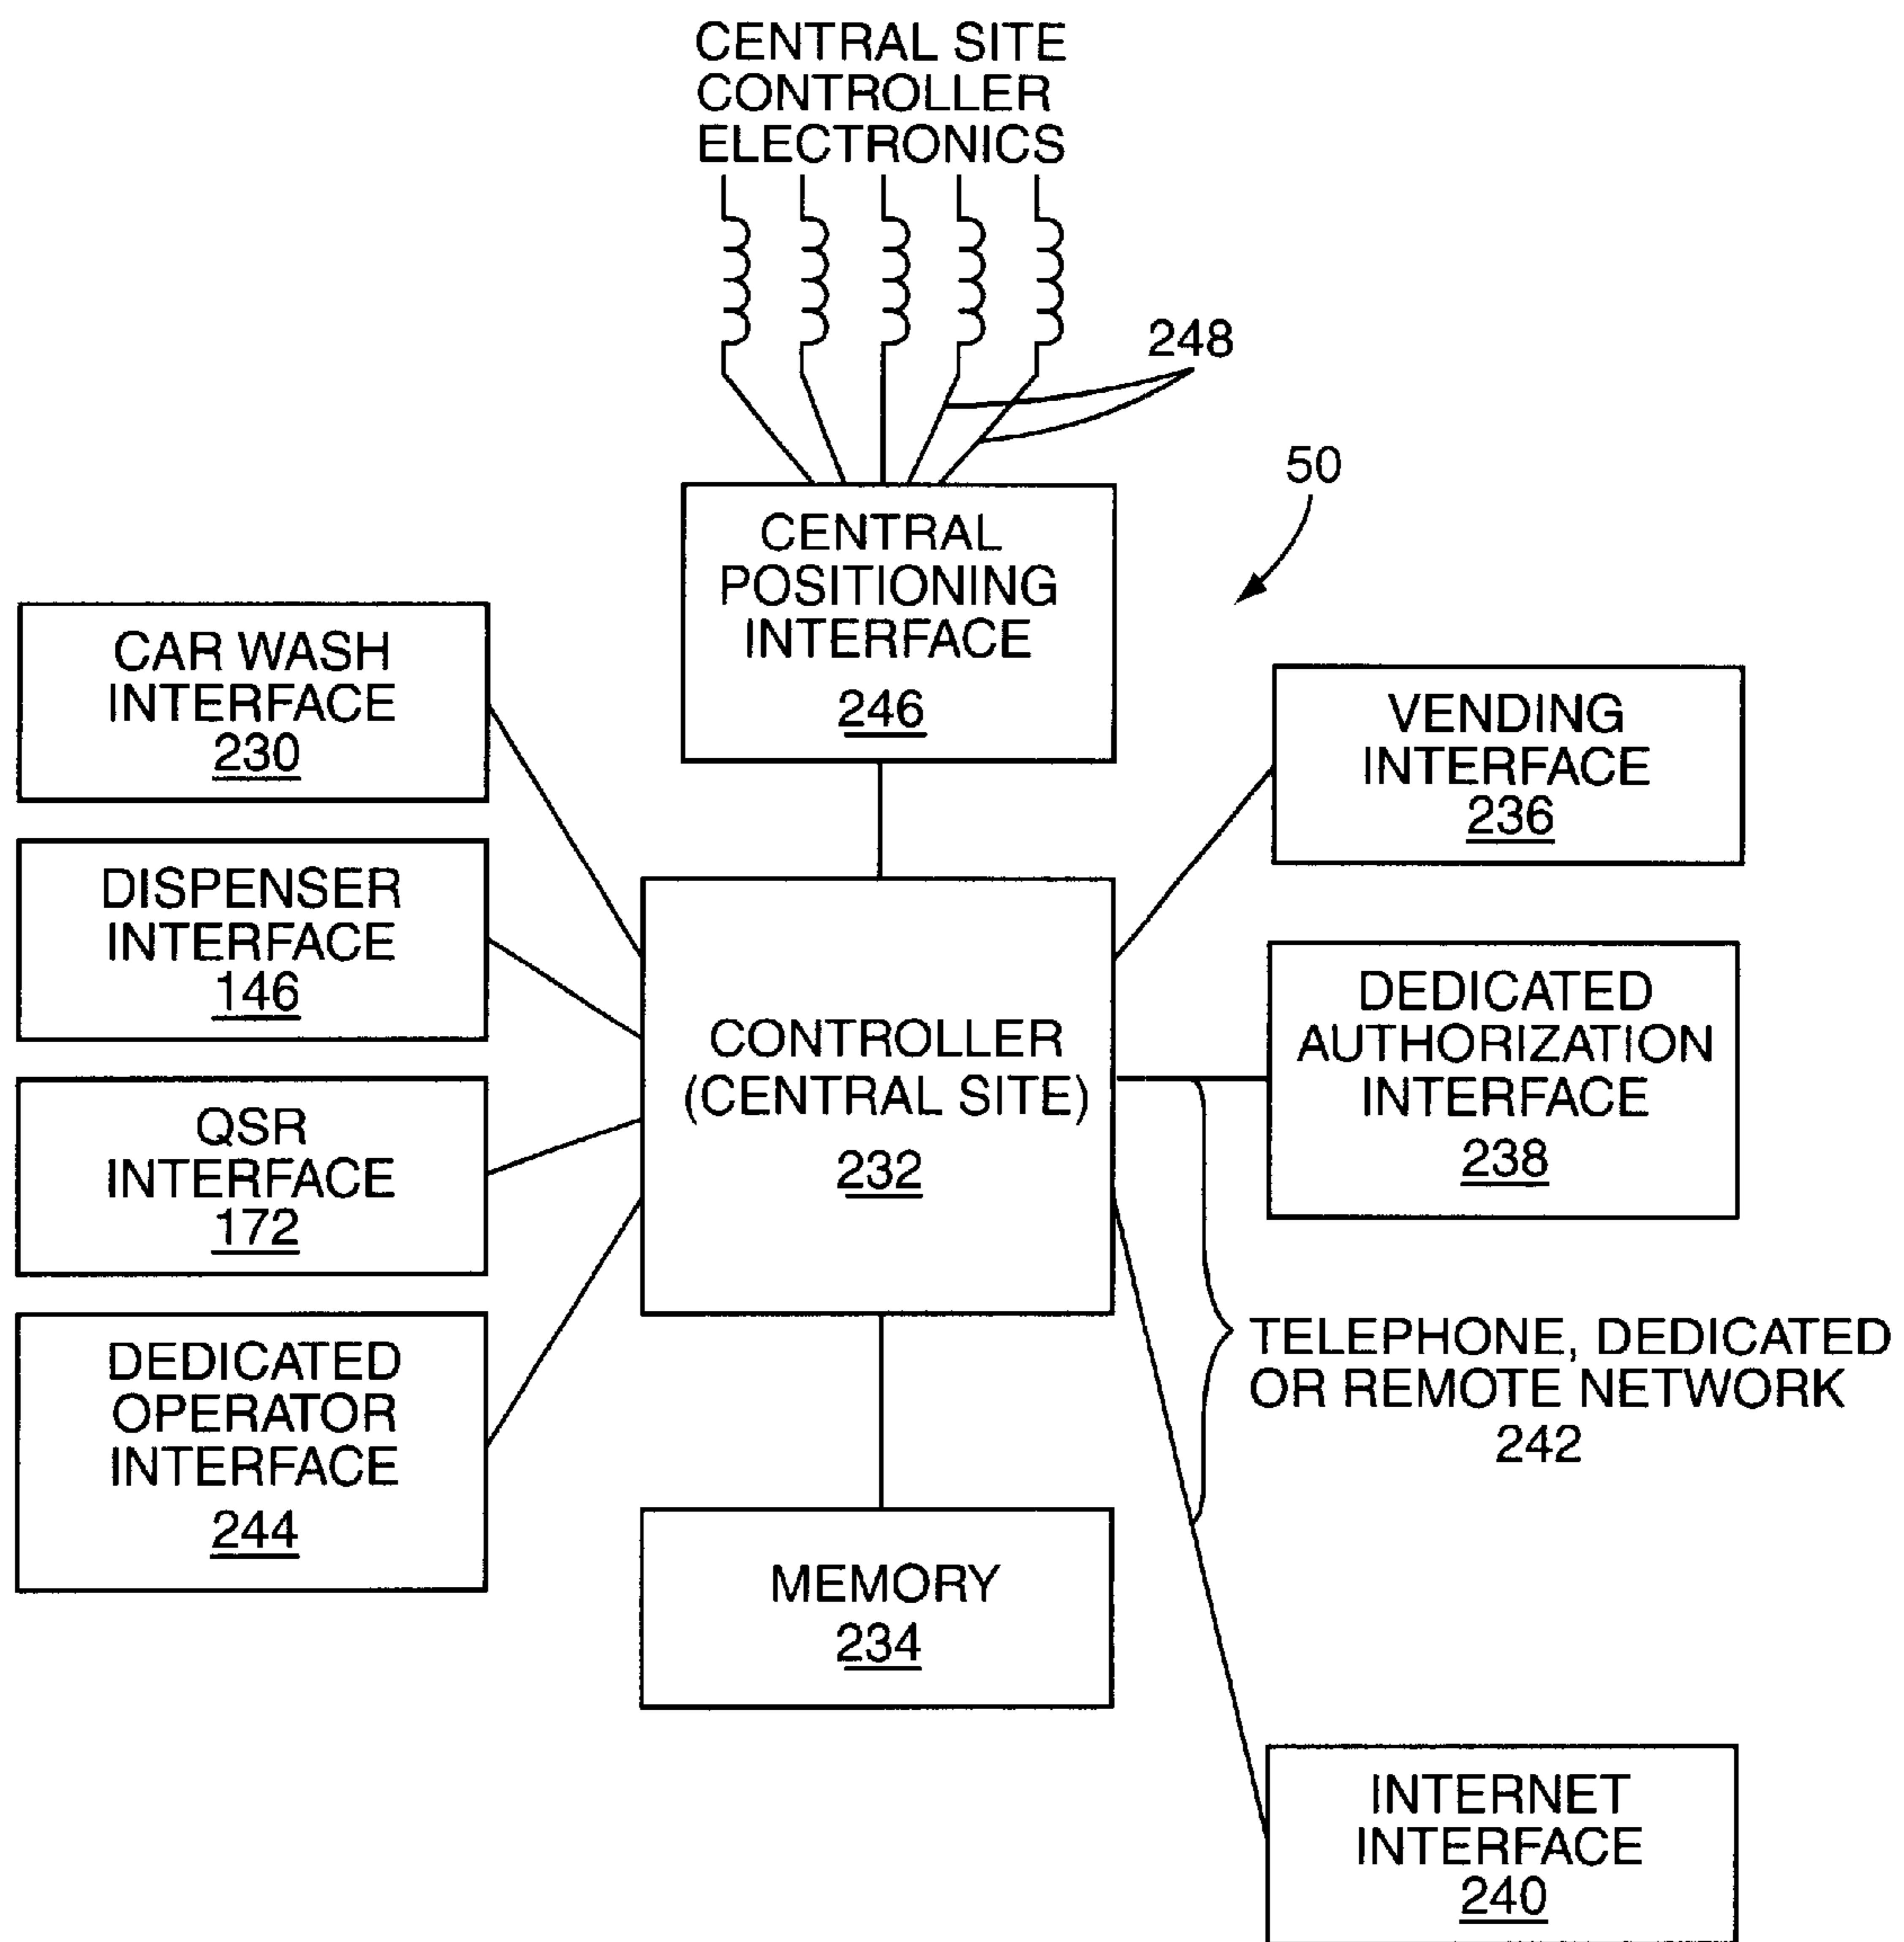 CENTRAL SITE
CONTROLLER
ELECTRONICS
248
50
CENTRAL
POSITIONING
INTERFACE
246
CAR WASH
INTERFACE
230
DISPENSER
INTERFACE
146
QSR
INTERFACE
172
DEDICATED
OPERATOR
INTERFACE
244
CONTROLLER
(CENTRAL SITE)
232
MEMORY
234
VENDING
INTERFACE
236
DEDICATED
AUTHORIZATION
INTERFACE
238
TELEPHONE, DEDICATED
OR REMOTE NETWORK
242
INTERNET
INTERFACE
240